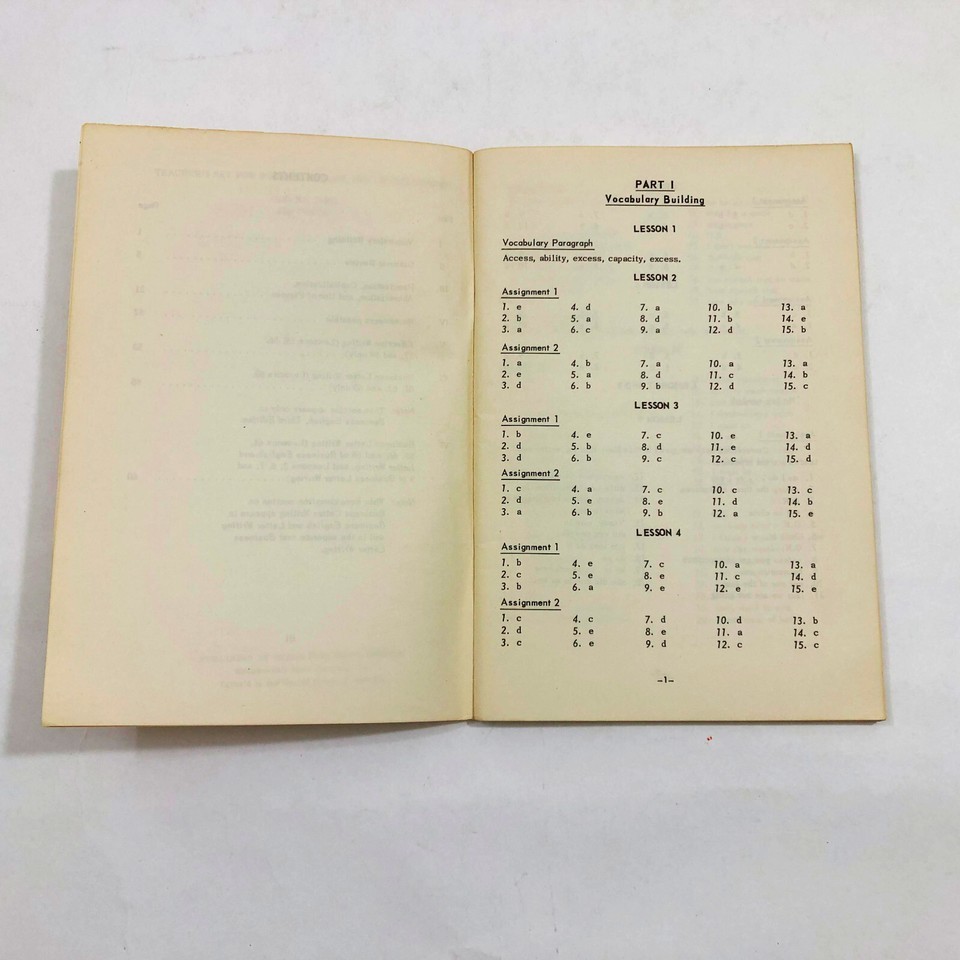 CONTENTS
PART I
Vocabulary Building
LESSON 1
Vocabulary Paragraph
Access, ability, excess, capacity, excess.
LESSON 2
Assignment 1
1. e 4. d 7. a 10. b 13. a
2. b 5. a 8. d 11. b 14. e
3. a 6. c 9. a 12. d 15. b
Assignment 2
1. a 4. b 7. a 10. a 13. a
2. e 5. a 8. d 11. c 14. b
3. d 6. b 9. b 12. d 15. c
LESSON 3
Assignment 1
1. b 4. e 7. c 10. e 13. a
2. d 5. b 8. d 11. e 14. d
3. d 6. b 9. c 12. c 15. d
Assignment 2
1. c 4. a 7. c 10. c 13. c
2. d 5. e 8. e 11. d 14. b
3. a 6. b 9. b 12. a 15. e
LESSON 4
Assignment 1
1. b 4. e 7. c 10. a 13. a
2. c 5. e 8. e 11. c 14. d
3. b 6. a 9. e 12. e 15. e
Assignment 2
1. c 4. c 7. d 10. d 13. b
2. d 5. e 8. e 11. a 14. c
3. c 6. e 9. d 12. c 15. c
-1-